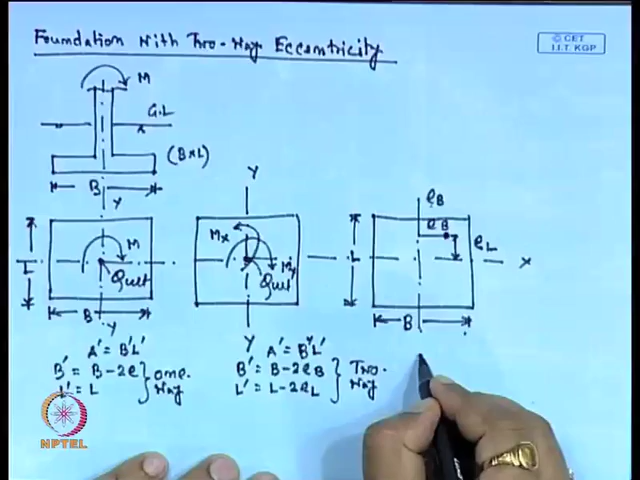 Foundation with Two-Way Eccentricity
© CET
I.I.T. KGP
M
G.L
(B×L)
B
Y
M
L
Qult
B
Y
Y
Mx
My
Qult
Y
eB
eB
eL
L
X
B
A' = B'L'
B' = B-2e
L' = L
one-way
A' = B'L'
B' = B-2eB
L' = L-2eL
Two-way
NPTEL